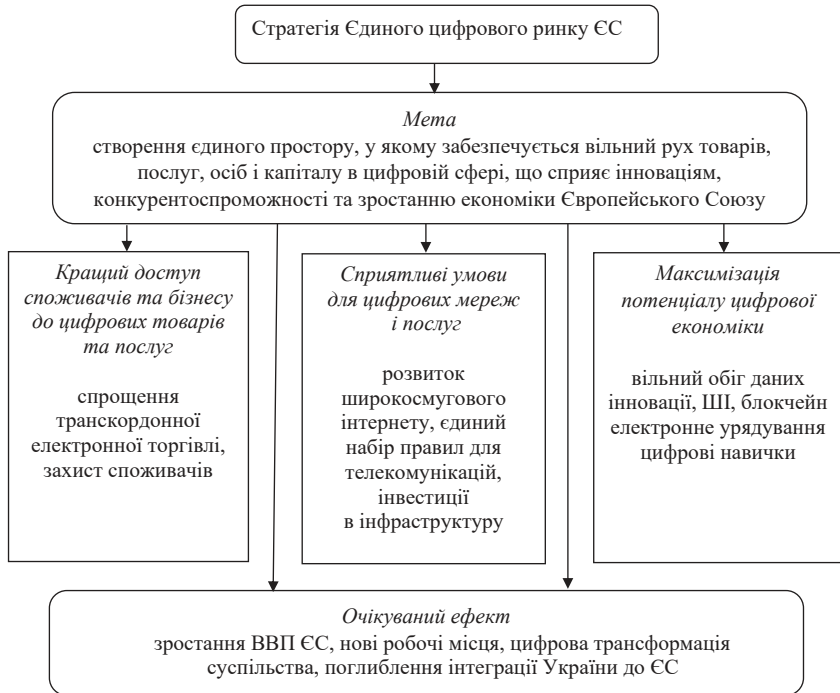 Стратегія Єдиного цифрового ринку ЄС
Мета
створення єдиного простору, у якому забезпечується вільний рух товарів,
послуг, осіб і капіталу в цифровій сфері, що сприяє інноваціям,
конкурентоспроможності та зростанню економіки Європейського Союзу
Кращий доступ
споживачів та бізнесу
до цифрових товарів
та послуг
спрощення
транскордонної
електронної торгівлі,
захист споживачів
Сприятливі умови
для цифрових мереж
і послуг
розвиток
широкосмугового
інтернету, єдиний
набір правил для
телекомунікацій,
інвестиції
в інфраструктуру
Максимізація
потенціалу цифрової
економіки
вільний обіг даних
інновації, ШІ, блокчейн
електронне урядування
цифрові навички
Очікуваний ефект
зростання ВВП ЄС, нові робочі місця, цифрова трансформація
суспільства, поглиблення інтеграції України до ЄС